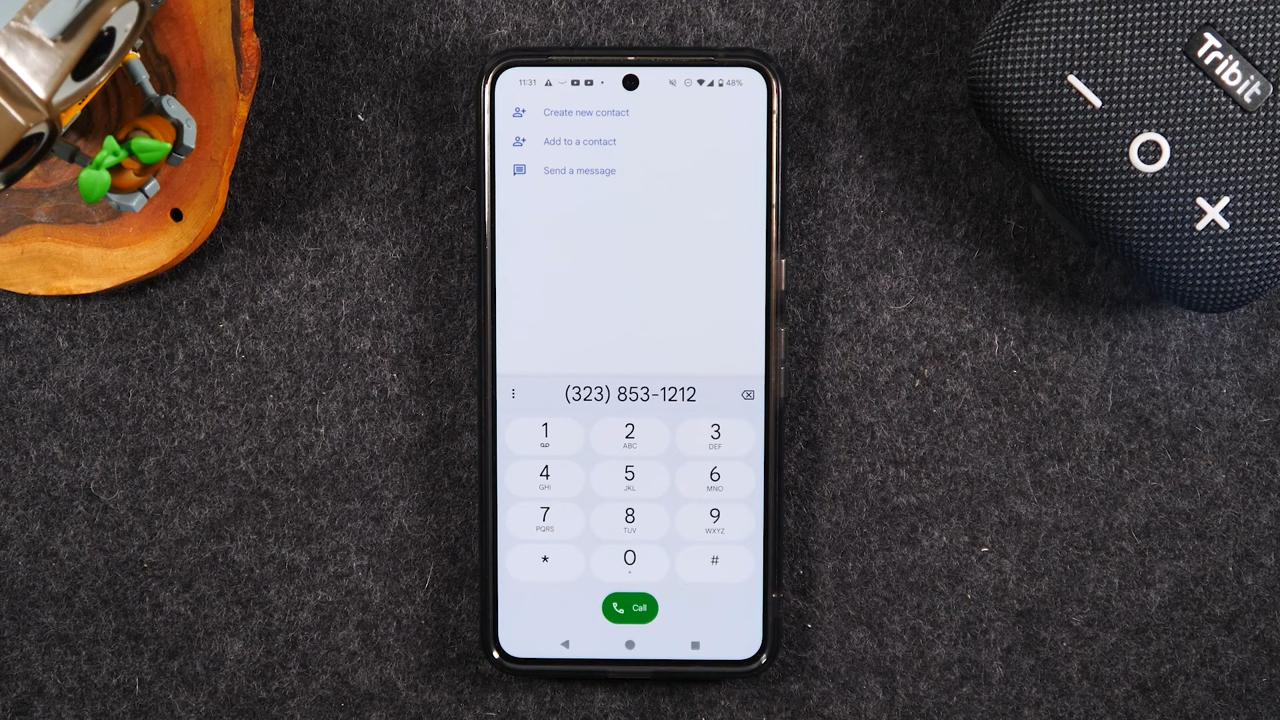 11:31 48%
Create new contact
Add to a contact
Send a message
(323) 853-1212
1 2 3
ABC DEF
4 5 6
GHI JKL MNO
7 8 9
PQRS TUV WXYZ
* 0 #
+
Call
Tribit